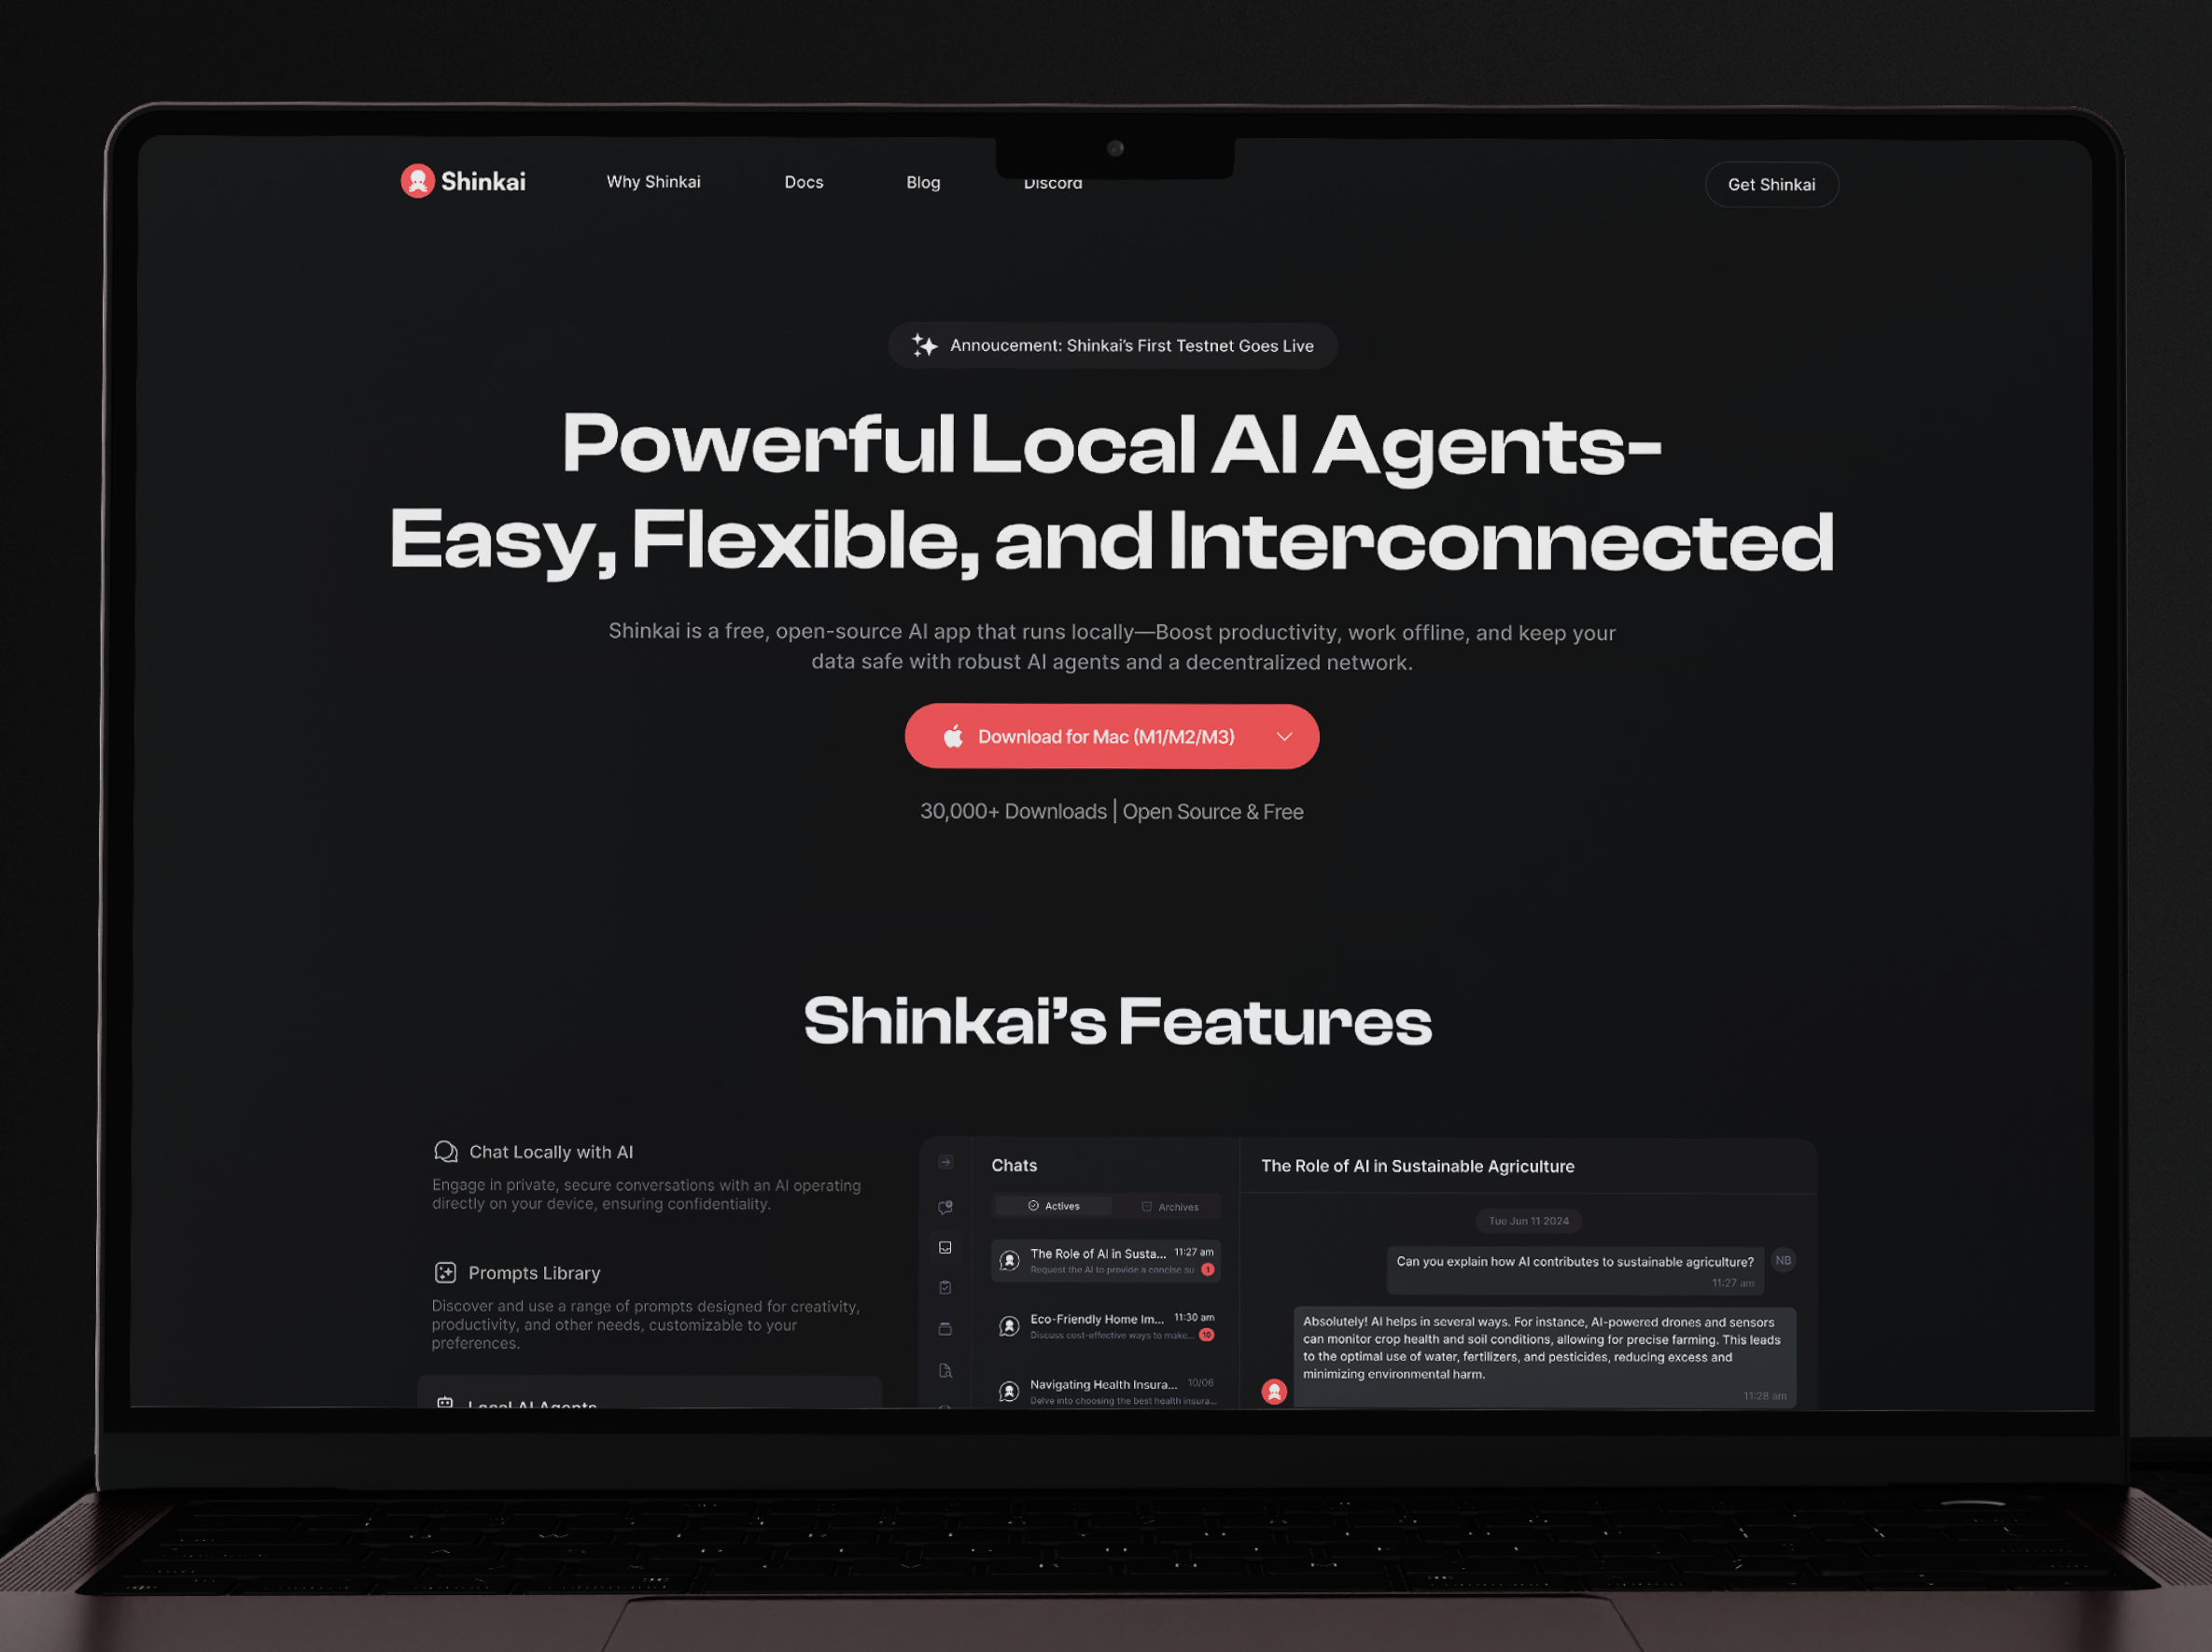 Shinkai
Why Shinkai
Docs
Blog
Discord
Get Shinkai
Annoucement: Shinkai's First Testnet Goes Live
Powerful Local AI Agents-
Easy, Flexible, and Interconnected
Shinkai is a free, open-source AI app that runs locally—Boost productivity, work offline, and keep your
data safe with robust AI agents and a decentralized network.
Download for Mac (M1/M2/M3)
30,000+ Downloads | Open Source & Free
Shinkai's Features
Chat Locally with AI
Engage in private, secure conversations with an AI operating
directly on your device, ensuring confidentiality.
Prompts Library
Discover and use a range of prompts designed for creativity,
productivity, and other needs, customizable to your
preferences.
Local AI Agents
Chats
Actives
Archives
The Role of AI in Susta... 11:27 am
Request the AI to provide a concise su 1
Eco-Friendly Home Im... 11:30 am
Discuss cost-effective ways to make... 10
Navigating Health Insura... 10/06
Delve into choosing the best health insura...
The Role of AI in Sustainable Agriculture
Tue Jun 11 2024
Can you explain how AI contributes to sustainable agriculture?
NB
11:27 am
Absolutely! AI helps in several ways. For instance, AI-powered drones and sensors
can monitor crop health and soil conditions, allowing for precise farming. This leads
to the optimal use of water, fertilizers, and pesticides, reducing excess and
minimizing environmental harm.
11:28 am